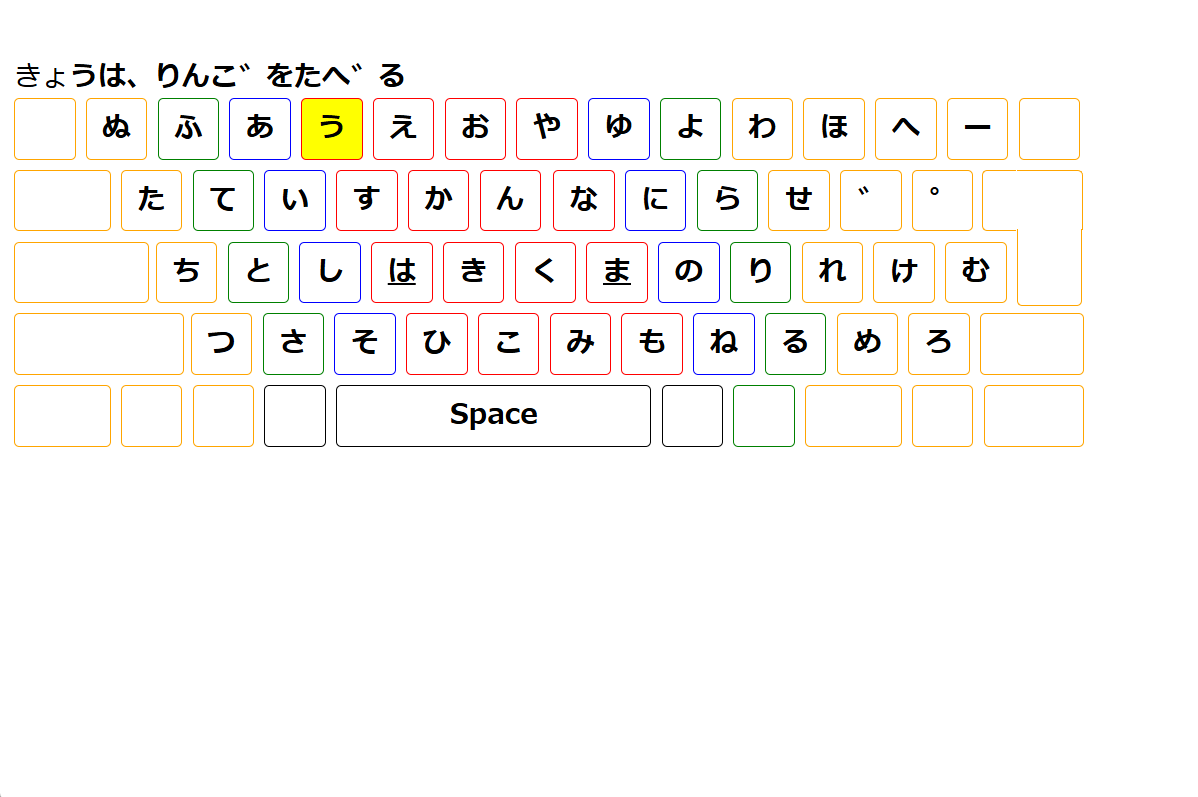 きょうは、りんこ゛をたへ゛る
ぬ ふ あ う え お や ゆ よ わ ほ へ ー
た て い す か ん な に ら せ ゛ ゜
ち と し は き く ま の り れ け む
つ さ そ ひ こ み も ね る め ろ
Space